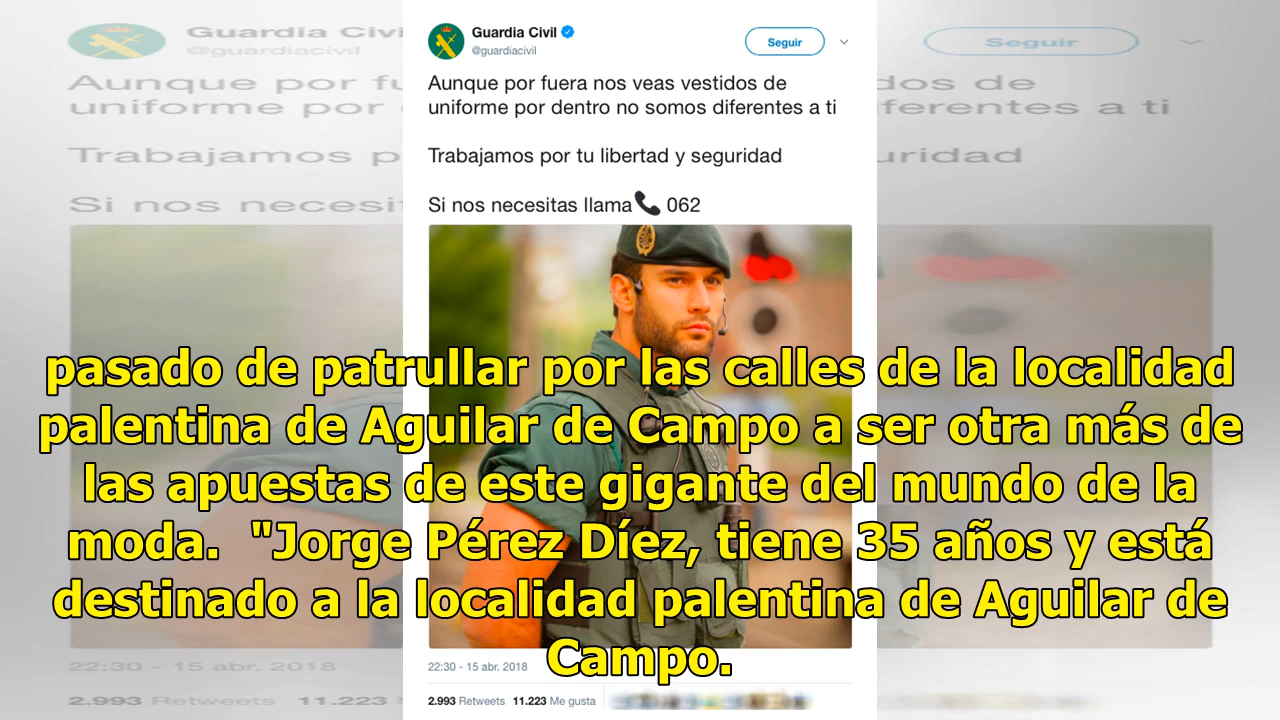 Guardia Civil
@guardiacivil
Seguir
Aunque por fuera nos veas vestidos de
uniforme por dentro no somos diferentes a ti
Trabajamos por tu libertad y seguridad
Si nos necesitas llama 062
pasado de patrullar por las calles de la localidad
palentina de Aguilar de Campo a ser otra más de
las apuestas de este gigante del mundo de la
moda. "Jorge Pérez Díez, tiene 35 años y está
destinado a la localidad palentina de Aguilar de
Campo.
22:30 - 15 abr. 2018
2.993 Retweets 11.223 Me gusta